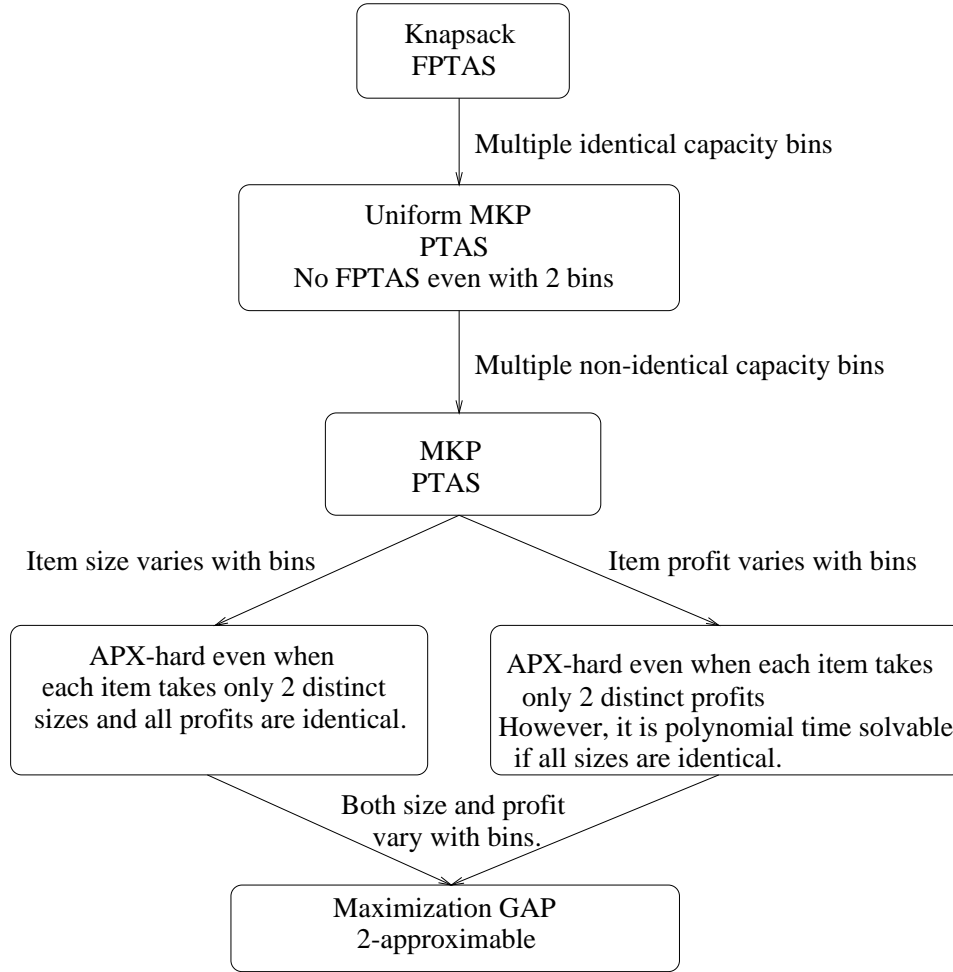 Knapsack
FPTAS
Multiple identical capacity bins
Uniform MKP
PTAS
No FPTAS even with 2 bins
Multiple non-identical capacity bins
MKP
PTAS
Item size varies with bins
Item profit varies with bins
APX-hard even when
each item takes only 2 distinct
sizes and all profits are identical.
APX-hard even when each item takes
only 2 distinct profits
However, it is polynomial time solvable
if all sizes are identical.
Both size and profit
vary with bins.
Maximization GAP
2-approximable